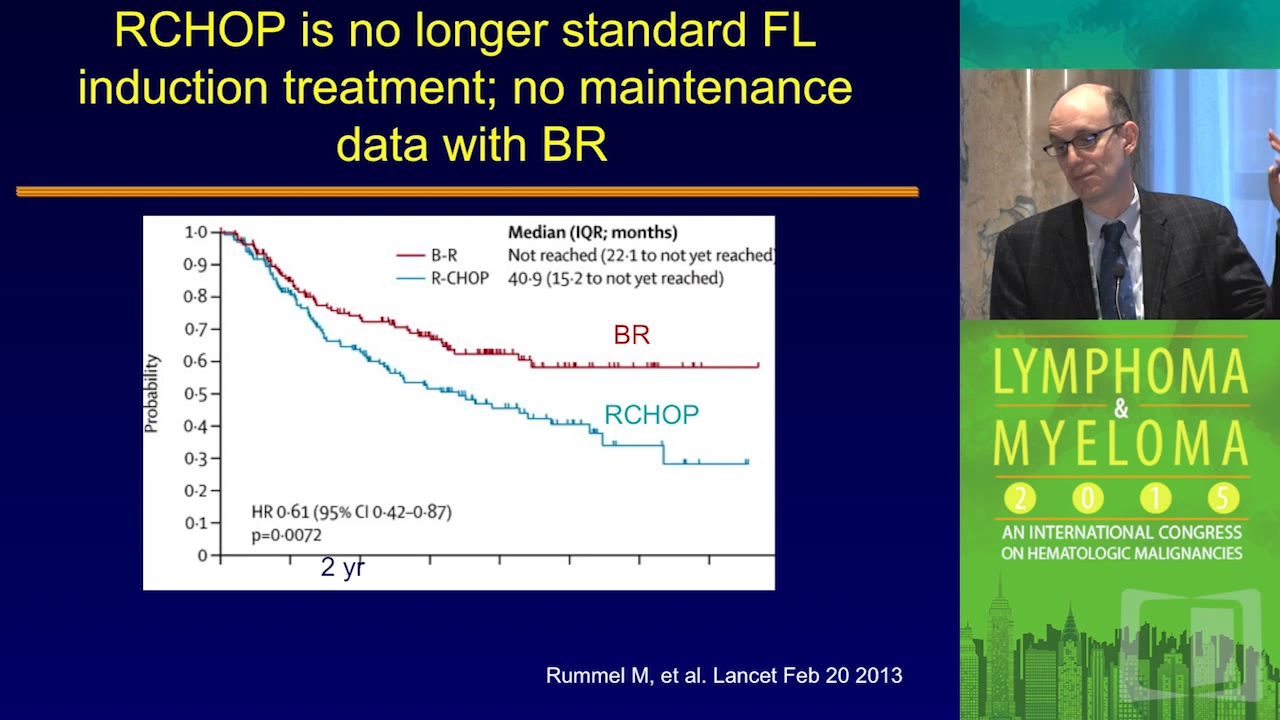 RCHOP is no longer standard FL
induction treatment; no maintenance
data with BR
Median (IQR; months)
B-R Not reached (22·1 to not yet reached)
R-CHOP 40·9 (15·2 to not yet reached)
1·0
0·9
0·8
0·7
0·6
0·5
0·4
0·3
0·2
0·1
0
Probability
BR
RCHOP
HR 0·61 (95% CI 0·42–0·87)
p=0·0072
2 yr
Rummel M, et al. Lancet Feb 20 2013
LYMPHOMA
&
MYELOMA
2 0 1 5
AN INTERNATIONAL CONGRESS
ON HEMATOLOGIC MALIGNANCIES